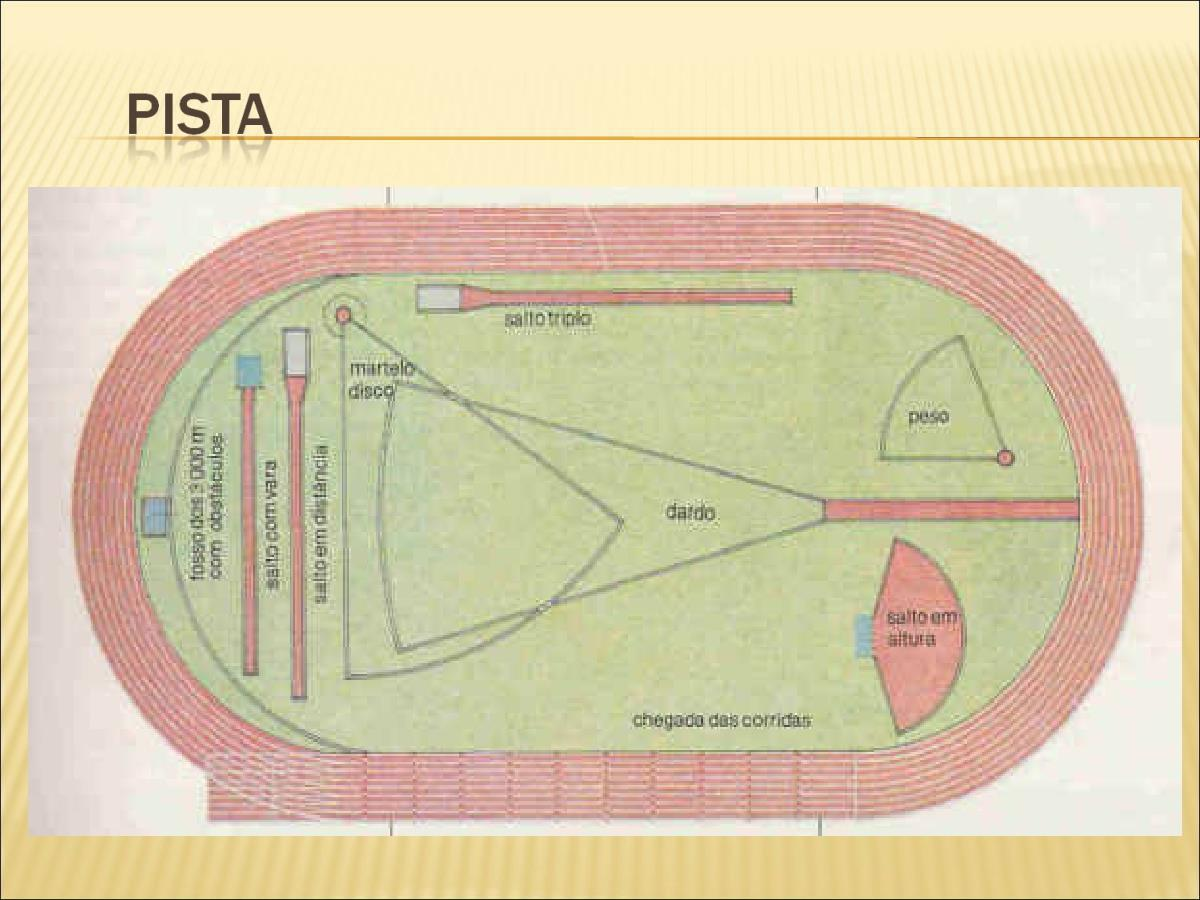 PISTA
salto triplo
martelo
disco
peso
dardo
fosso dos 3 000 m
com obstáculos
salto com vara
salto em distância
salto em
altura
chegada das corridas